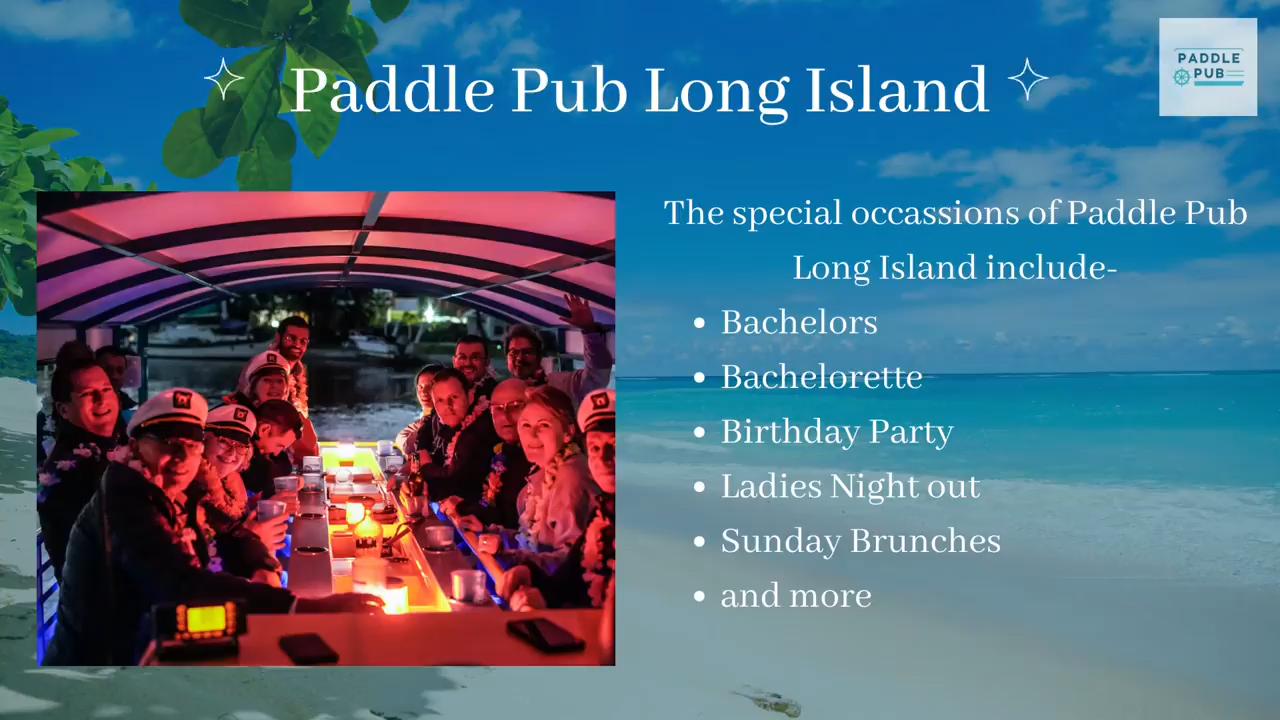 Paddle Pub Long Island
PADDLE
PUB
The special occassions of Paddle Pub
Long Island include-
• Bachelors
• Bachelorette
• Birthday Party
• Ladies Night out
• Sunday Brunches
• and more